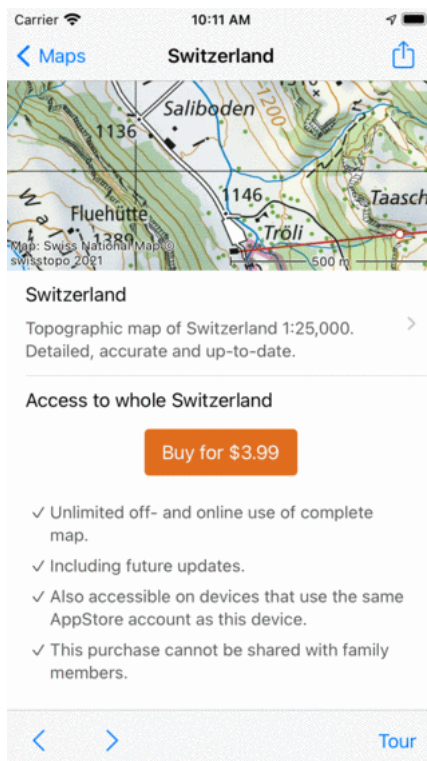 Carrier 10:11 AM
Maps Switzerland
Saliboden
1200
1136
1146
Taasch
Fluehütte
Wal
1389
Tröli
Map: Swiss National Map©
swisstopo 2021
500 m
Switzerland
Topographic map of Switzerland 1:25,000.
Detailed, accurate and up-to-date.
Access to whole Switzerland
Buy for $3.99
✓ Unlimited off- and online use of complete
map.
✓ Including future updates.
✓ Also accessible on devices that use the same
AppStore account as this device.
✓ This purchase cannot be shared with family
members.
Tour